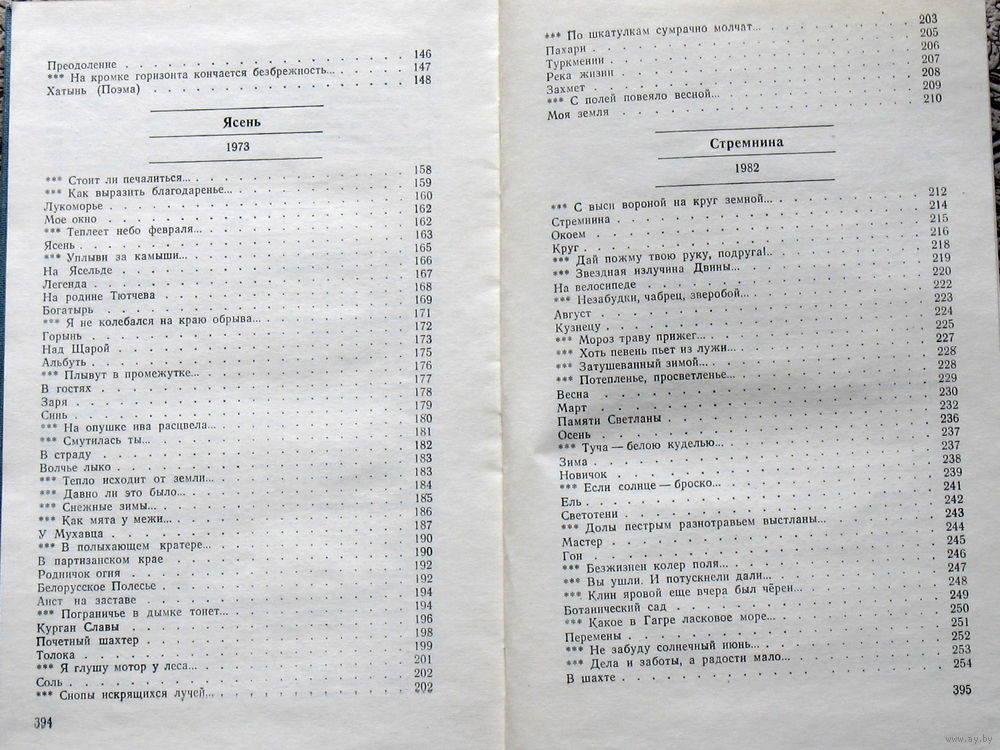 Преодоление . . . . . . . . . . 146
*** На кромке горизонта кончается безбрежность... . . . 147
Хатынь (Поэма) . . . . . . . . . . 148
Ясень
1973
*** Стоит ли печалиться... . . . . . . . . 158
*** Как выразить благодаренье... . . . . . . . 159
Лукоморье . . . . . . . . . . 160
Мое окно . . . . . . . . . . 162
*** Теплеет небо февраля... . . . . . . . . 162
Ясень . . . . . . . . . . 163
*** Уплыви за камыши... . . . . . . . . 165
На Ясельде . . . . . . . . . . 166
Легенда . . . . . . . . . . 167
На родине Тютчева . . . . . . . . . . 168
Богатырь . . . . . . . . . . 169
*** Я не колебался на краю обрыва... . . . . . . 171
Горынь . . . . . . . . . . 172
Над Щарой . . . . . . . . . . 173
Альбуть . . . . . . . . . . 175
*** Плывут в промежутке... . . . . . . . . 176
В гостях . . . . . . . . . . 177
Заря . . . . . . . . . . 178
Синь . . . . . . . . . . 179
*** На опушке ива расцвела... . . . . . . . 180
*** Смутилась ты... . . . . . . . . . 181
В страду . . . . . . . . . . 182
Волчье лыко . . . . . . . . . . 183
*** Тепло исходит от земли... . . . . . . . 183
*** Давно ли это было... . . . . . . . . 184
*** Снежные зимы... . . . . . . . . . 185
*** Как мята у межи... . . . . . . . . 186
У Мухавца . . . . . . . . . . 187
*** В полыхающем кратере... . . . . . . . 190
В партизанском крае . . . . . . . . . 190
Родничок огня . . . . . . . . . . 192
Белорусское Полесье . . . . . . . . . 192
Аист на заставе . . . . . . . . . . 194
*** Пограничье в дымке тонет... . . . . . . . 194
Курган Славы . . . . . . . . . . 196
Почетный шахтер . . . . . . . . . . 198
Толока . . . . . . . . . . 199
*** Я глушу мотор у леса... . . . . . . . . 201
Соль . . . . . . . . . . 202
*** Снопы искрящихся лучей... . . . . . . . 202
394
*** По шкатулкам сумрачно молчат... . . . . . . 203
Пахари . . . . . . . . . . 205
Туркмении . . . . . . . . . . 206
Река жизни . . . . . . . . . . 207
Захмет . . . . . . . . . . 208
*** С полей повеяло весной... . . . . . . . 209
Моя земля . . . . . . . . . . 210
Стремнина
1982
*** С выси вороной на круг земной... . . . . . . 212
Стремнина . . . . . . . . . . 214
Окоем . . . . . . . . . . 215
Круг . . . . . . . . . . 216
*** Дай пожму твою руку, подруга!.. . . . . . . 218
*** Звездная излучина Двины... . . . . . . . 219
На велосипеде . . . . . . . . . . 220
*** Незабудки, чабрец, зверобой... . . . . . . 222
Август . . . . . . . . . . 223
Кузнецу . . . . . . . . . . 224
*** Мороз траву прижег... . . . . . . . . 225
*** Хоть певень пьет из лужи... . . . . . . . 227
*** Затушеванный зимой... . . . . . . . . 228
*** Потепленье, просветленье... . . . . . . . 228
Весна . . . . . . . . . . 229
Март . . . . . . . . . . 230
Памяти Светланы . . . . . . . . . . 232
Осень . . . . . . . . . . 236
*** Туча — белою куделью... . . . . . . . . 237
Зима . . . . . . . . . . 237
Новичок . . . . . . . . . . 238
*** Если солнце — броско... . . . . . . . . 239
Ель . . . . . . . . . . 241
Светотени . . . . . . . . . . 242
*** Долы пестрым разнотравьем выстланы... . . . . 243
Мастер . . . . . . . . . . 244
Гон . . . . . . . . . . 245
*** Безжизнен колер поля... . . . . . . . . 246
*** Вы ушли. И потускнели дали... . . . . . . 247
*** Клин яровой еще вчера был чёрен... . . . . . 248
Ботанический сад . . . . . . . . . . 249
*** Какое в Гагре ласковое море... . . . . . . 250
Перемены . . . . . . . . . . 251
*** Не забуду солнечный июнь... . . . . . . . 252
*** Дела и заботы, а радости мало... . . . . . . 253
В шахте . . . . . . . . . . 254
395
www.ay.by